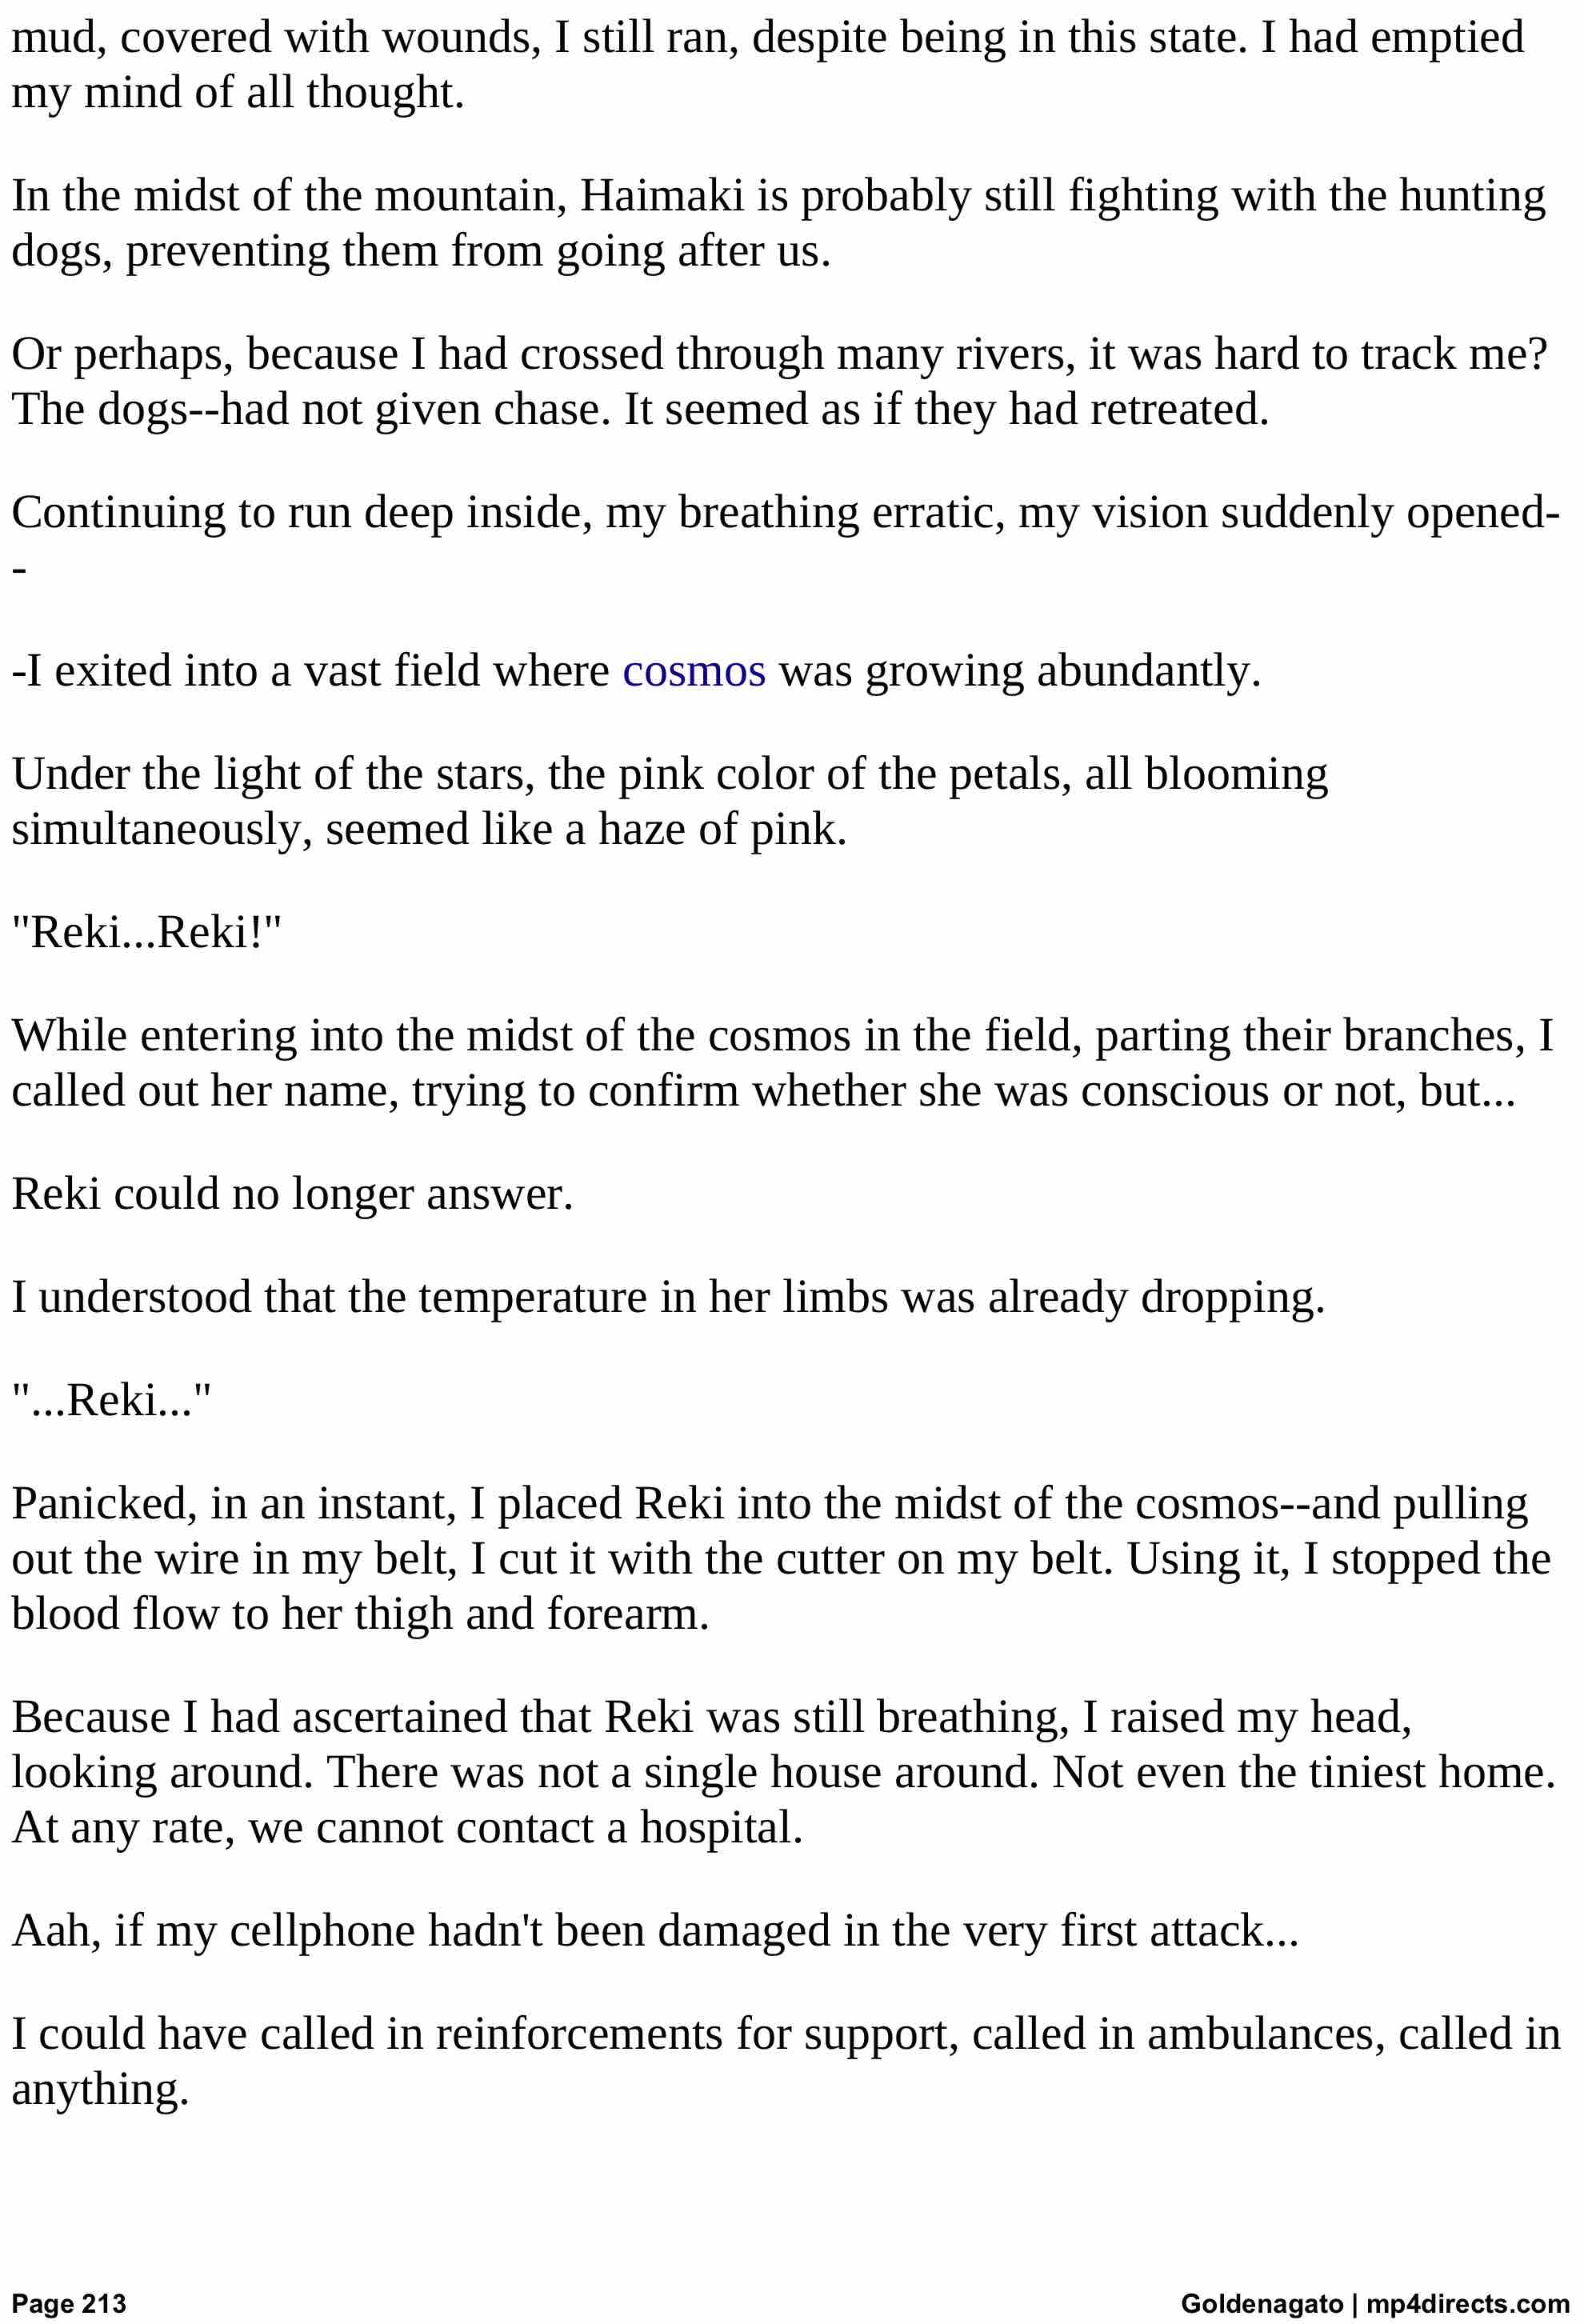 mud, covered with wounds, I still ran, despite being in this state. I had emptied
my mind of all thought.
In the midst of the mountain, Haimaki is probably still fighting with the hunting
dogs, preventing them from going after us.
Or perhaps, because I had crossed through many rivers, it was hard to track me?
The dogs--had not given chase. It seemed as if they had retreated.
Continuing to run deep inside, my breathing erratic, my vision suddenly opened-
-
-I exited into a vast field where cosmos was growing abundantly.
Under the light of the stars, the pink color of the petals, all blooming
simultaneously, seemed like a haze of pink.
"Reki...Reki!"
While entering into the midst of the cosmos in the field, parting their branches, I
called out her name, trying to confirm whether she was conscious or not, but...
Reki could no longer answer.
I understood that the temperature in her limbs was already dropping.
"...Reki..."
Panicked, in an instant, I placed Reki into the midst of the cosmos--and pulling
out the wire in my belt, I cut it with the cutter on my belt. Using it, I stopped the
blood flow to her thigh and forearm.
Because I had ascertained that Reki was still breathing, I raised my head,
looking around. There was not a single house around. Not even the tiniest home.
At any rate, we cannot contact a hospital.
Aah, if my cellphone hadn't been damaged in the very first attack...
I could have called in reinforcements for support, called in ambulances, called in
anything.
Page 213
Goldenagato | mp4directs.com